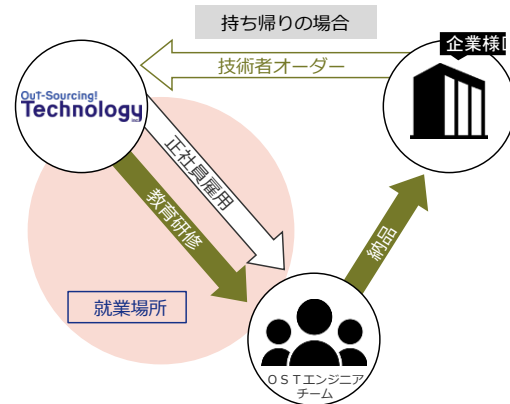 持ち帰りの場合
企業様
技術者オーダー
OuT-Sourcing!
Technology
正社員雇用
教育研修
納品
就業場所
OSTエンジニア
チーム